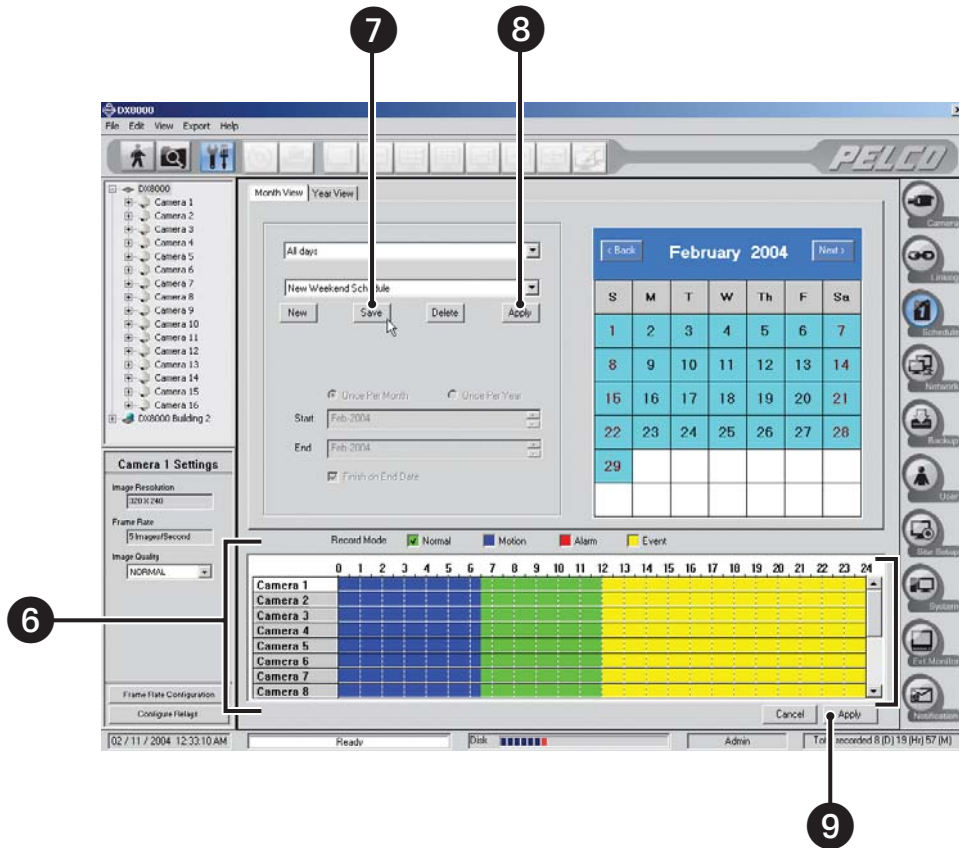 7
8
DX8000
File Edit View Export Help
PELCO
DX8000
Camera 1
Camera 2
Camera 3
Camera 4
Camera 5
Camera 6
Camera 7
Camera 8
Camera 9
Camera 10
Camera 11
Camera 12
Camera 13
Camera 14
Camera 15
Camera 16
DX8000 Building 2
Month View Year View
All days
New Weekend Schedule
New Save Delete Apply
Once Per Month Once Per Year
Start Feb-2004
End Feb-2004
Finish on End Date
< Back February 2004 Next >
S M T W Th F Sa
1 2 3 4 5 6 7
8 9 10 11 12 13 14
15 16 17 18 19 20 21
22 23 24 25 26 27 28
29
Camera
Linking
Schedule
Network
Backup
User
Site Setup
System
Ext.Monitor
Notification
Camera 1 Settings
Image Resolution
320 X 240
Frame Rate
5 Images/Second
Image Quality
NORMAL
Frame Rate Configuration
Configure Relays
Record Mode Normal Motion Alarm Event
0 1 2 3 4 5 6 7 8 9 10 11 12 13 14 15 16 17 18 19 20 21 22 23 24
Camera 1
Camera 2
Camera 3
Camera 4
Camera 5
Camera 6
Camera 7
Camera 8
6
Cancel Apply
02 / 11 / 2004 12:33:10 AM Ready Disk Admin recorded 8 (D) 19 (Hr) 57 (M)
9